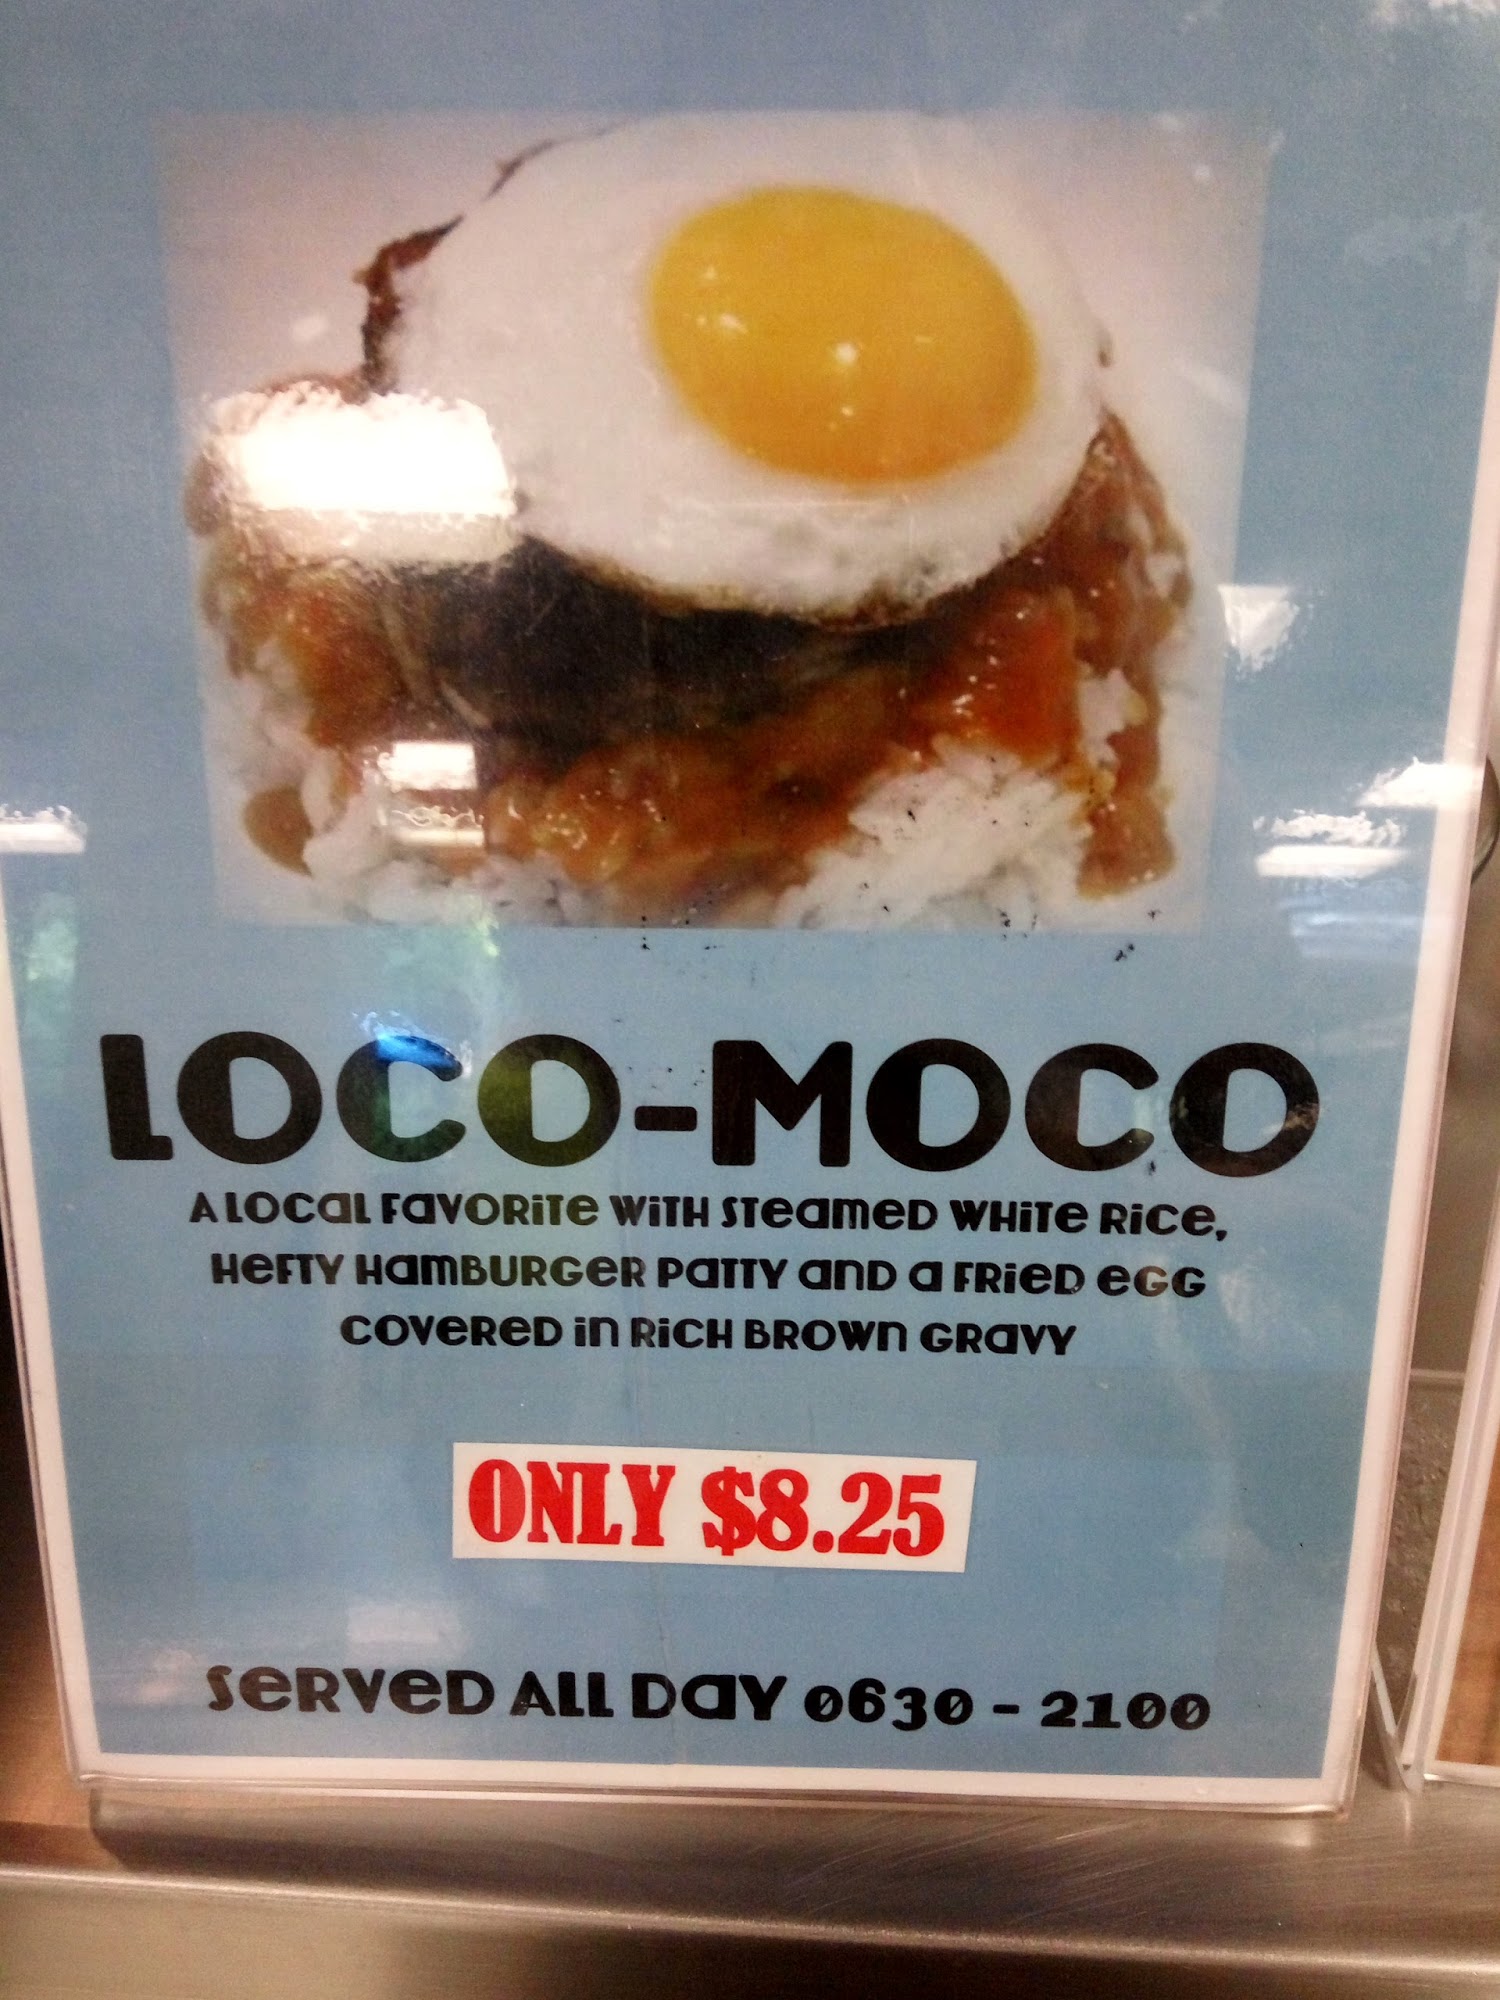 LOCO-MOCO
A LOCAL FAVORITE WITH STEAMED WHITE RICE,
HEFTY HAMBURGER PATTY AND A FRIED EGG
COVERED IN RICH BROWN GRAVY
ONLY $8.25
SERVED ALL DAY 0630 - 2100